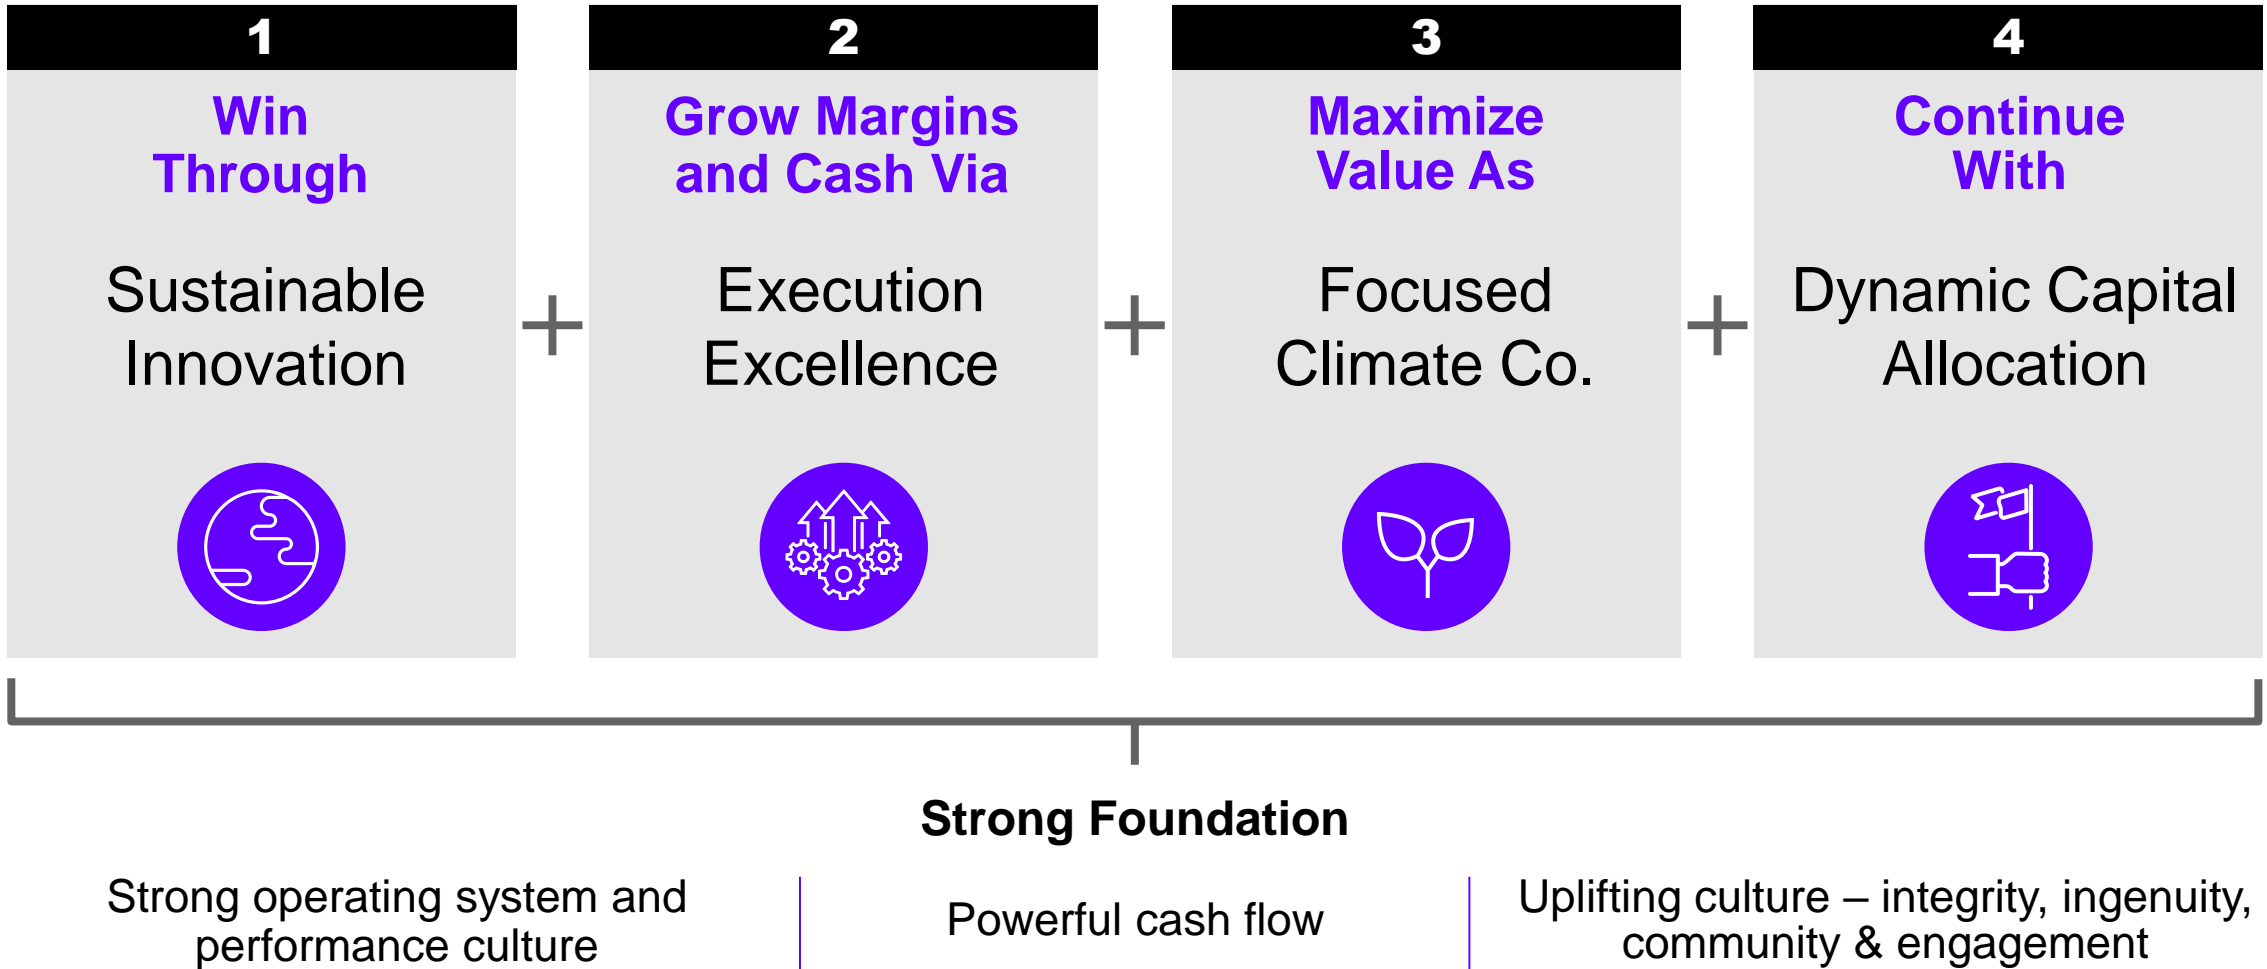 1
Win
Through
Sustainable
Innovation
2
Grow Margins
and Cash Via
Execution
Excellence
3
Maximize
Value As
Focused
Climate Co.
4
Continue
With
Dynamic Capital
Allocation
Strong Foundation
Strong operating system and
performance culture
Powerful cash flow
Uplifting culture – integrity, ingenuity,
community & engagement